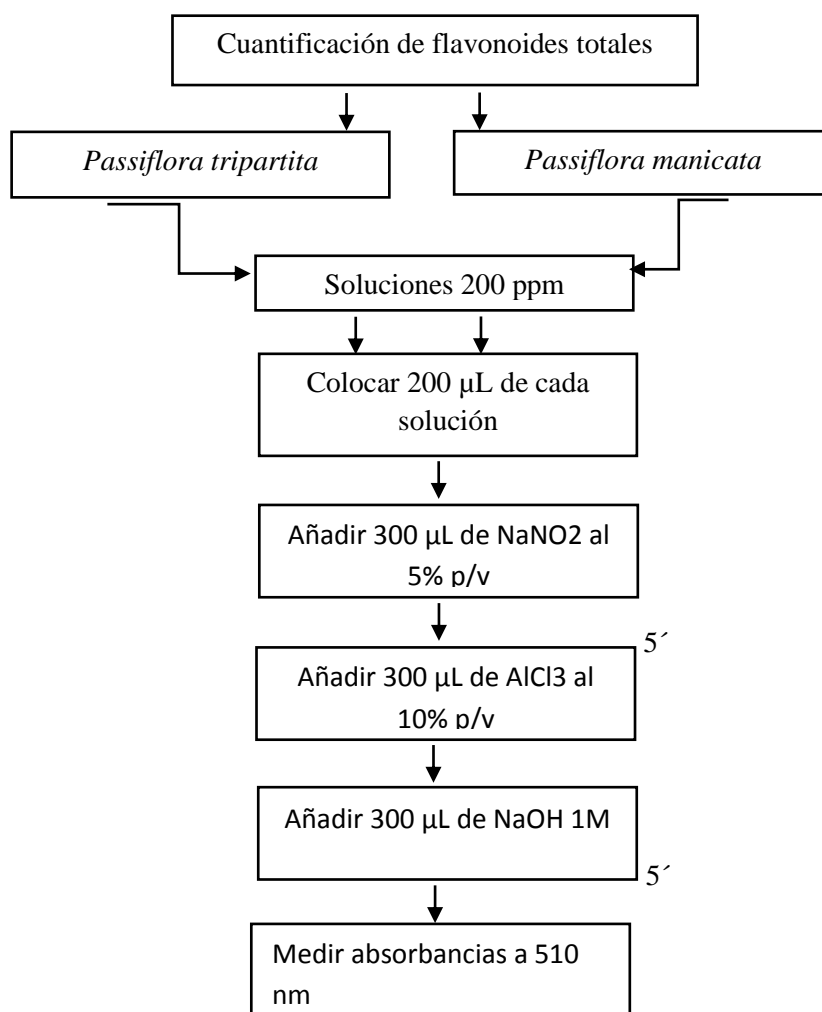 Cuantificación de flavonoides totales
Passiflora tripartita
Passiflora manicata
Soluciones 200 ppm
Colocar 200 µL de cada
solución
Añadir 300 µL de NaNO2 al
5% p/v
5´
Añadir 300 µL de AlCl3 al
10% p/v
Añadir 300 µL de NaOH 1M
5´
Medir absorbancias a 510
nm